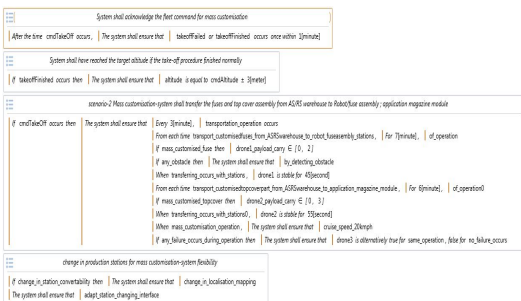 System shall acknowledge the fleet command for mass customisation
After the time cmdTakeOff occurs, The system shall ensure that takeoffFailed or takeoffFinished occurs once within 1[minute]
System shall have reached the target altitude if the take-off procedure finished normally
If takeoffFinished occurs then The system shall ensure that altitude is equal to cmdAltitude ± 3[meter]
scenario-2 Mass customisation-system shall transfer the fuses and top cover assembly from AS/RS warehouse to Robot/fuse assembly ; application magazine module
If cmdTakeOff occurs then The system shall ensure that Every 3[minute], transportation_operation occurs
From each time transport_customisedfuses_from_ASRSwarehouse_to_robot_fuseassembly_stations, For 7[minute], of_operation
If mass_customised_fuse then drone1_payload_carry ∈ [0, 2]
If any_obstacle then The system shall ensure that by_detecting_obstacle
When transferring_occurs_with_stations, drone1 is stable for 45[second]
From each time transport_customisedtopcoverpart_from_ASRSwarehouse_to_application_magazine_module, For 6[minute], of_operation0
If mass_customised_topcover then drone2_payload_carry ∈ [0, 3]
When transferring_occurs_with_stations0, drone2 is stable for 55[second]
When mass_customisation_operation, The system shall ensure that cruise_speed_20kmph
If any_failure_occurs_during_operation then The system shall ensure that drone3 is alternatively true for same_operation, false for no_failure_occurs
change in production stations for mass customisation-system flexibility
If change_in_station_convertability then The system shall ensure that change_in_localisation_mapping
The system shall ensure that adapt_station_changing_interface